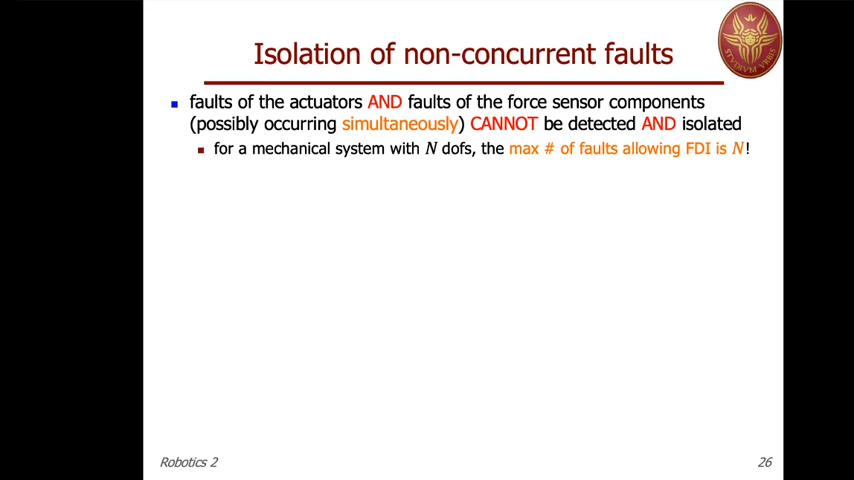 Isolation of non-concurrent faults
faults of the actuators AND faults of the force sensor components
(possibly occurring simultaneously) CANNOT be detected AND isolated
for a mechanical system with N dofs, the max # of faults allowing FDI is N!
STVDIVM VRBIS
Robotics 2
26